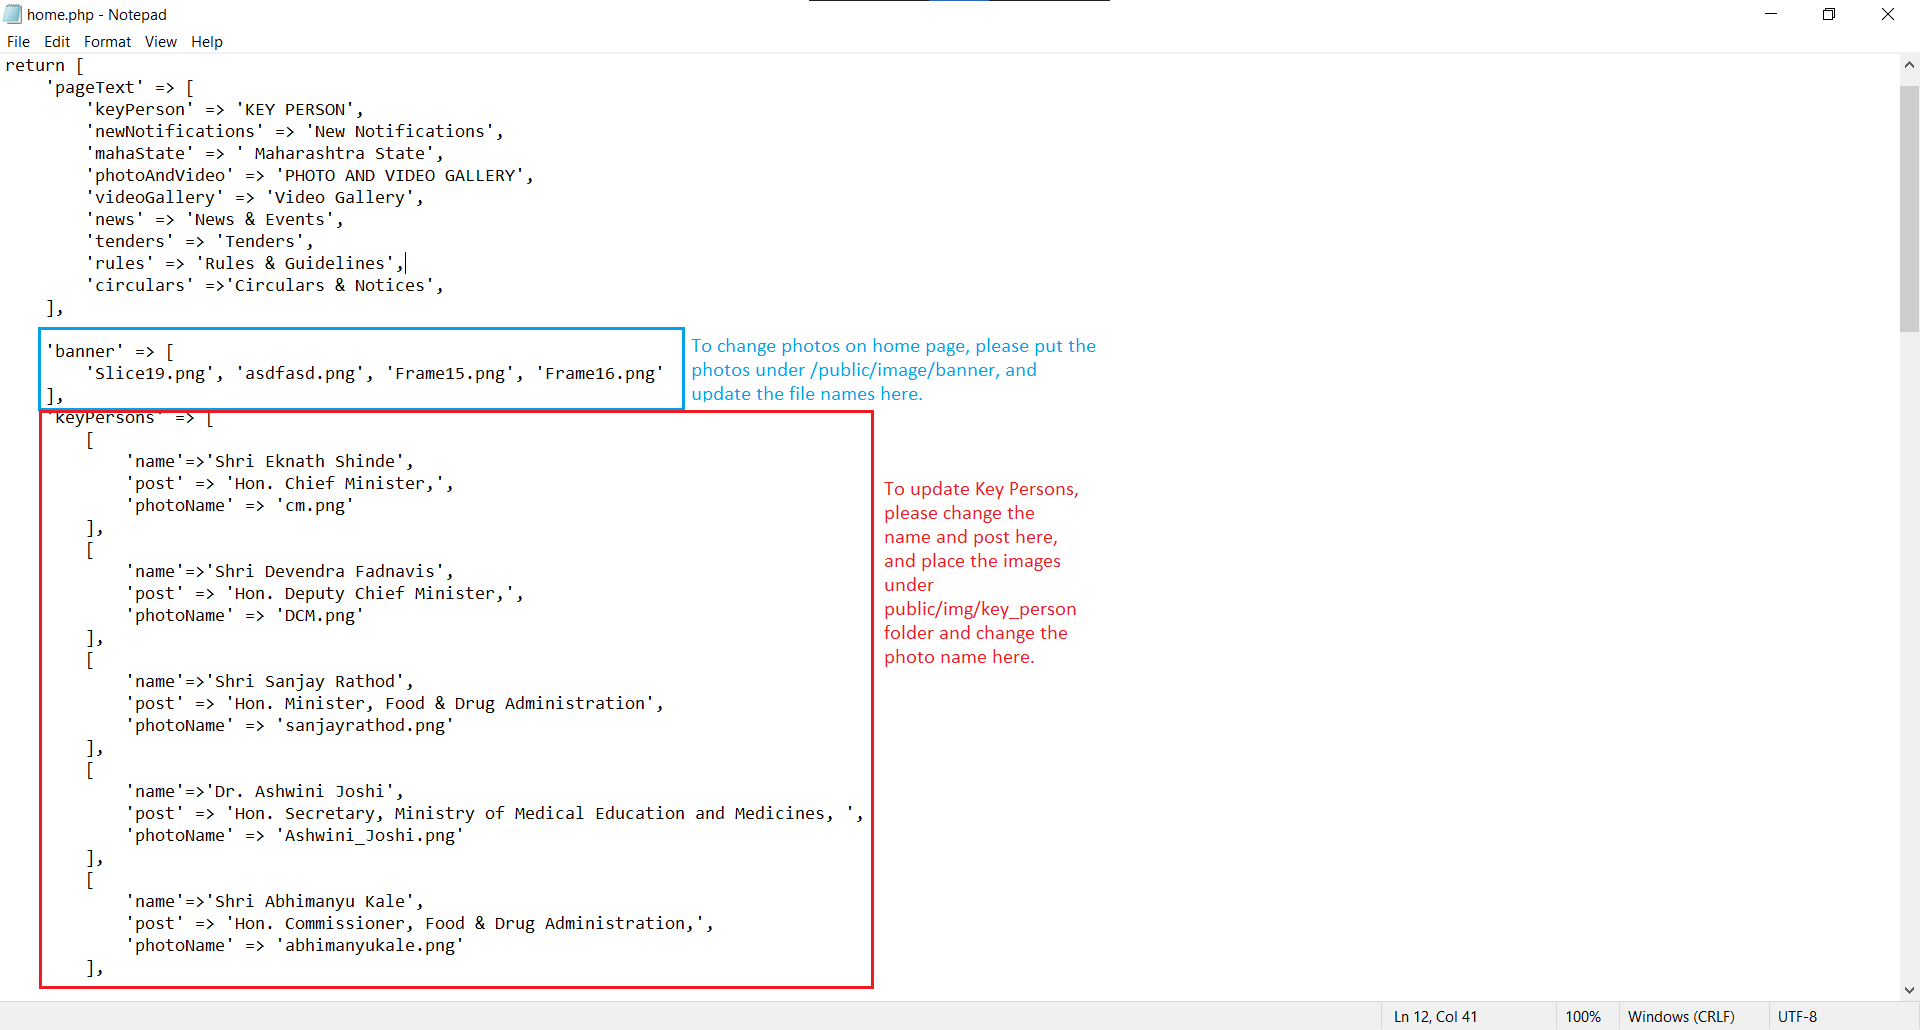 home.php - Notepad
File Edit Format View Help
return [
    'pageText' => [
        'keyPerson' => 'KEY PERSON',
        'newNotifications' => 'New Notifications',
        'mahaState' => ' Maharashtra State',
        'photoAndVideo' => 'PHOTO AND VIDEO GALLERY',
        'videoGallery' => 'Video Gallery',
        'news' => 'News & Events',
        'tenders' => 'Tenders',
        'rules' => 'Rules & Guidelines',
        'circulars' =>'Circulars & Notices',
    ],
    'banner' => [
        'Slice19.png', 'asdfasd.png', 'Frame15.png', 'Frame16.png'
    ],
To change photos on home page, please put the
photos under /public/image/banner, and
update the file names here.
    'keyPersons' => [
        [
            'name'=>'Shri Eknath Shinde',
            'post' => 'Hon. Chief Minister,',
            'photoName' => 'cm.png'
        ],
        [
            'name'=>'Shri Devendra Fadnavis',
            'post' => 'Hon. Deputy Chief Minister,',
            'photoName' => 'DCM.png'
        ],
        [
            'name'=>'Shri Sanjay Rathod',
            'post' => 'Hon. Minister, Food & Drug Administration',
            'photoName' => 'sanjayrathod.png'
        ],
        [
            'name'=>'Dr. Ashwini Joshi',
            'post' => 'Hon. Secretary, Ministry of Medical Education and Medicines, ',
            'photoName' => 'Ashwini_Joshi.png'
        ],
        [
            'name'=>'Shri Abhimanyu Kale',
            'post' => 'Hon. Commissioner, Food & Drug Administration,',
            'photoName' => 'abhimanyukale.png'
        ],
To update Key Persons,
please change the
name and post here,
and place the images
under
public/img/key_person
folder and change the
photo name here.
Ln 12, Col 41 100% Windows (CRLF) UTF-8